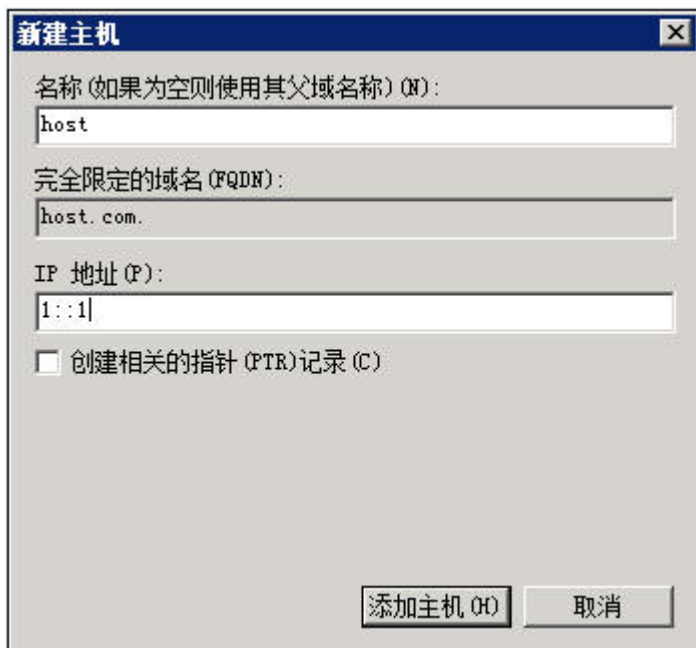 新建主机
名称(如果为空则使用其父域名称)(N):
host
完全限定的域名(FQDN):
host.com.
IP 地址(P):
1::1
创建相关的指针(PTR)记录(C)
添加主机(H) 取消